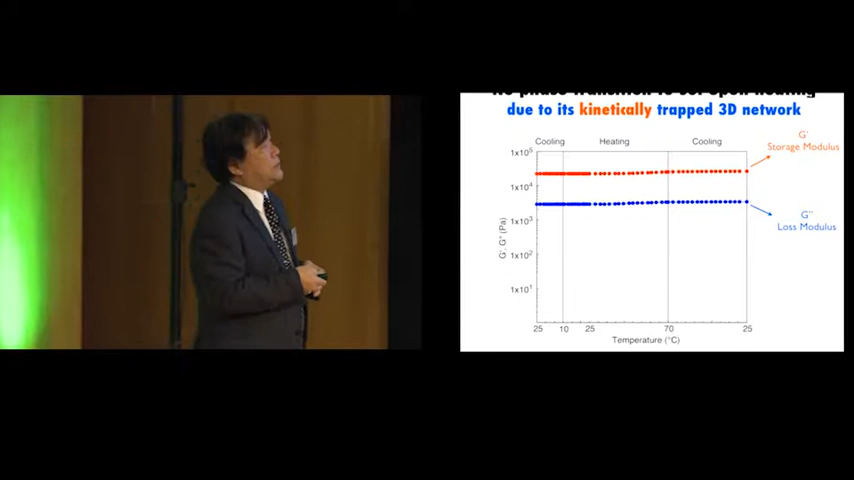 No phase transition to sol upon heating
due to its kinetically trapped 3D network
Cooling Heating Cooling
G'
Storage Modulus
G"
Loss Modulus
1x10⁵
1x10⁴
1x10³
1x10²
1x10¹
G', G" (Pa)
25 10 25 70 25
Temperature (°C)